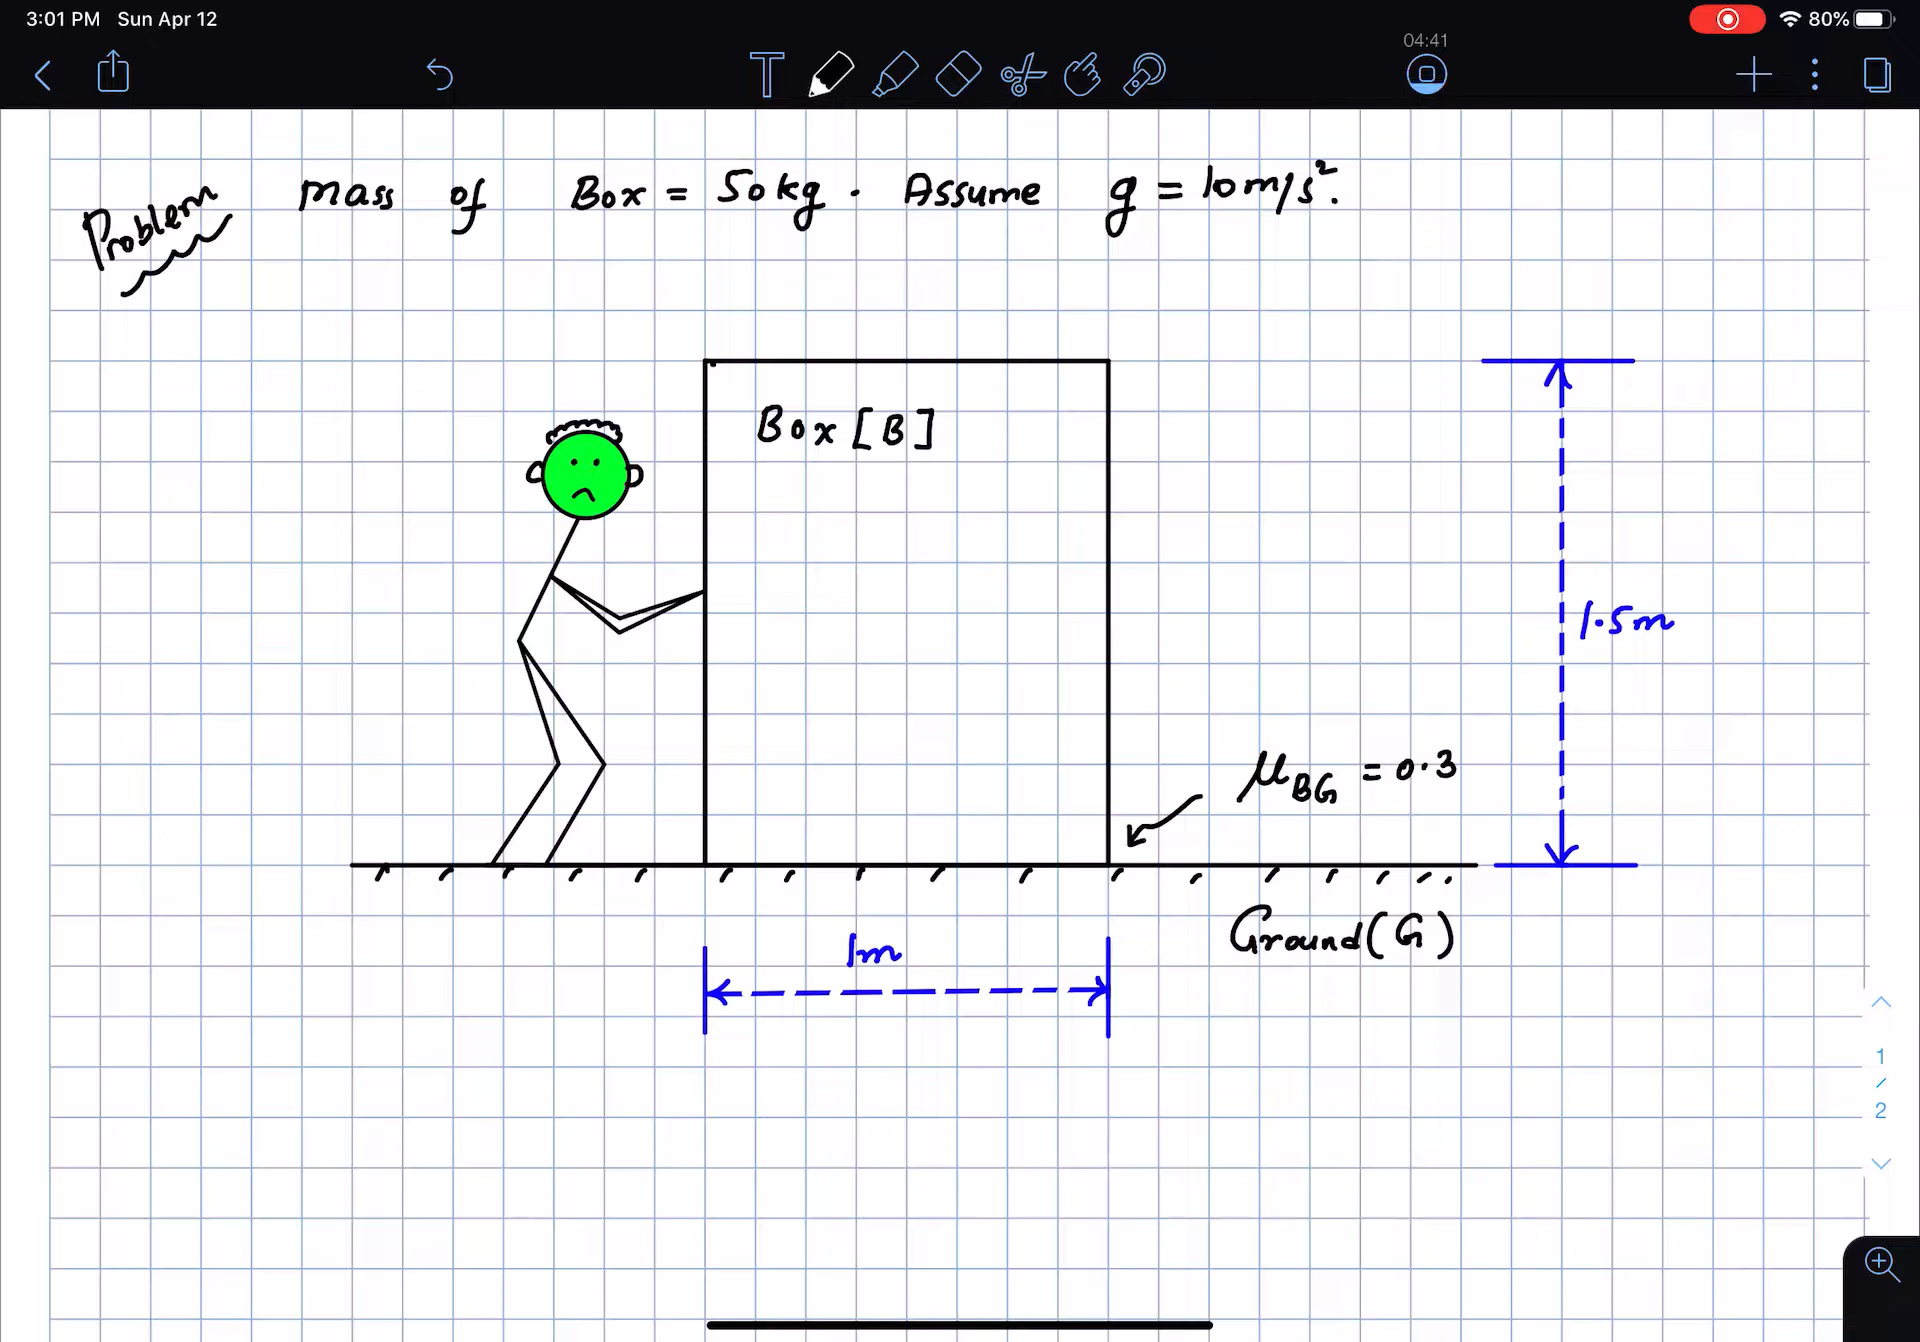 3:01 PM Sun Apr 12
80%
04:41
Problem mass of Box = 50kg. Assume g = 10m/s².
Box [B]
1.5m
μBG = 0.3
Ground(G)
1m
1
/
2